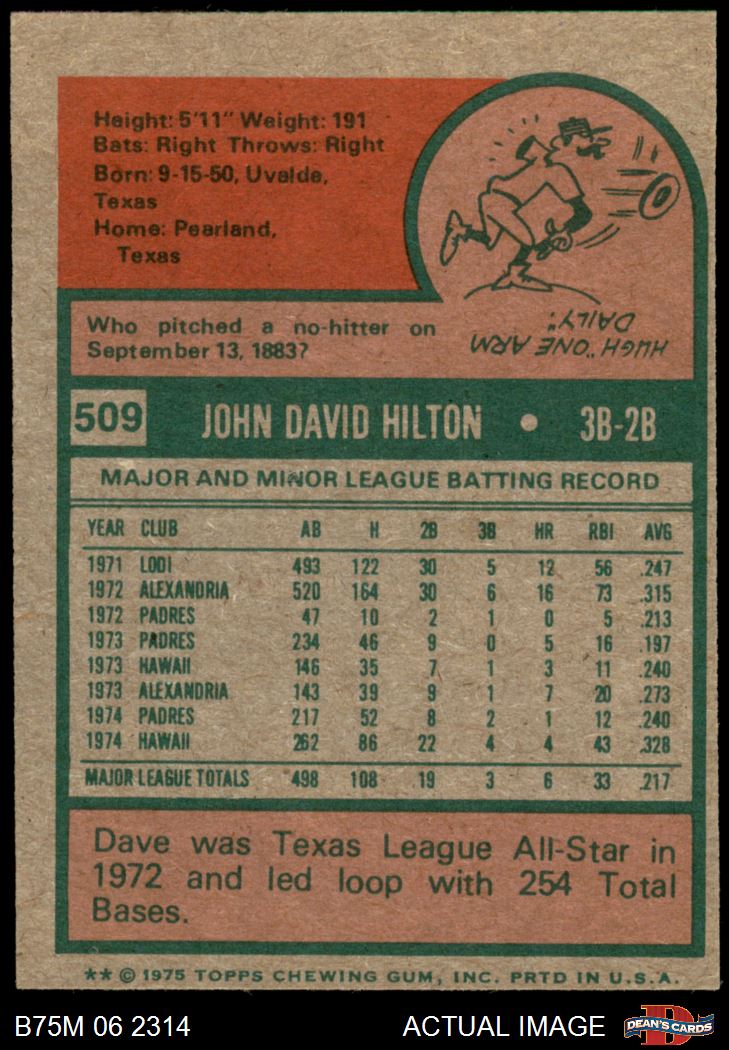 Height: 5'11" Weight: 191
Bats: Right Throws: Right
Born: 9-15-50, Uvalde,
Texas
Home: Pearland,
Texas
Who pitched a no-hitter on
September 13, 1883?
HUGH "ONE ARM
DAILY".
509 JOHN DAVID HILTON • 3B-2B
MAJOR AND MINOR LEAGUE BATTING RECORD
YEAR CLUB AB H 2B 3B HR RBI AVG
1971 LODI 493 122 30 5 12 56 .247
1972 ALEXANDRIA 520 164 30 6 16 73 .315
1972 PADRES 47 10 2 1 0 5 .213
1973 PADRES 234 46 9 0 5 16 .197
1973 HAWAII 146 35 7 1 3 11 .240
1973 ALEXANDRIA 143 39 9 1 7 20 .273
1974 PADRES 217 52 8 2 1 12 .240
1974 HAWAII 262 86 22 4 4 43 .328
MAJOR LEAGUE TOTALS 498 108 19 3 6 33 .217
Dave was Texas League All-Star in
1972 and led loop with 254 Total
Bases.
** © 1975 TOPPS CHEWING GUM, INC. PRTD IN U.S.A.
B75M 06 2314 ACTUAL IMAGE
D
DEAN'S CARDS